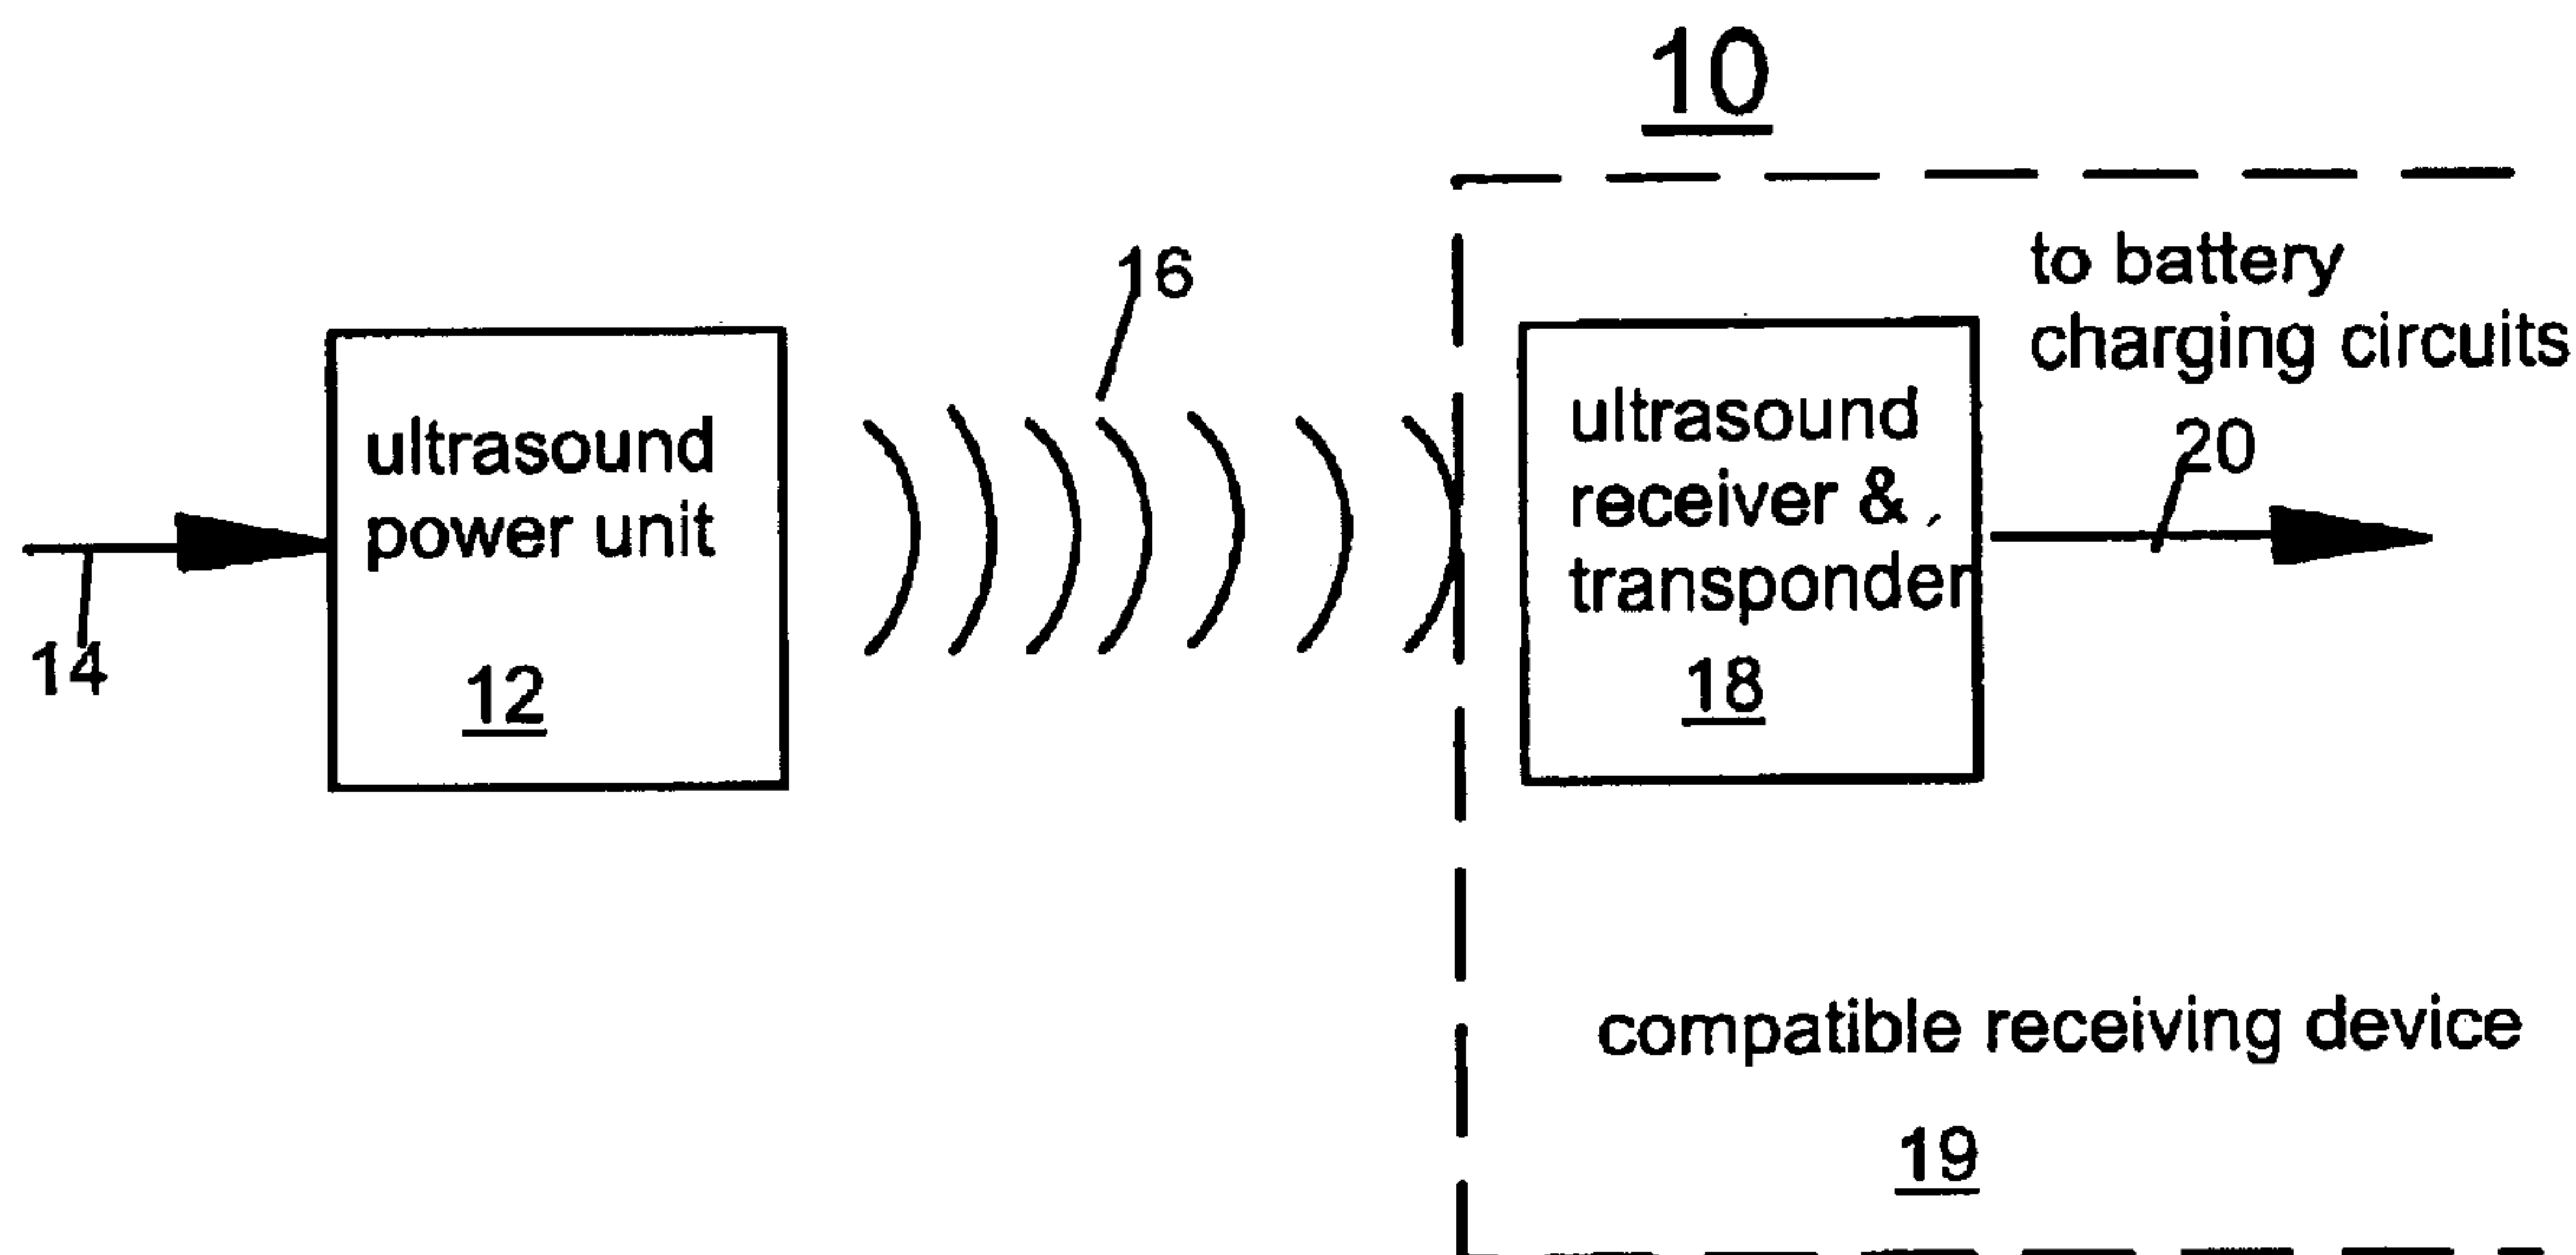 10
to battery
charging circuits
16
ultrasound
power unit
12
14
ultrasound
receiver &
transponder
18
20
compatible receiving device
19